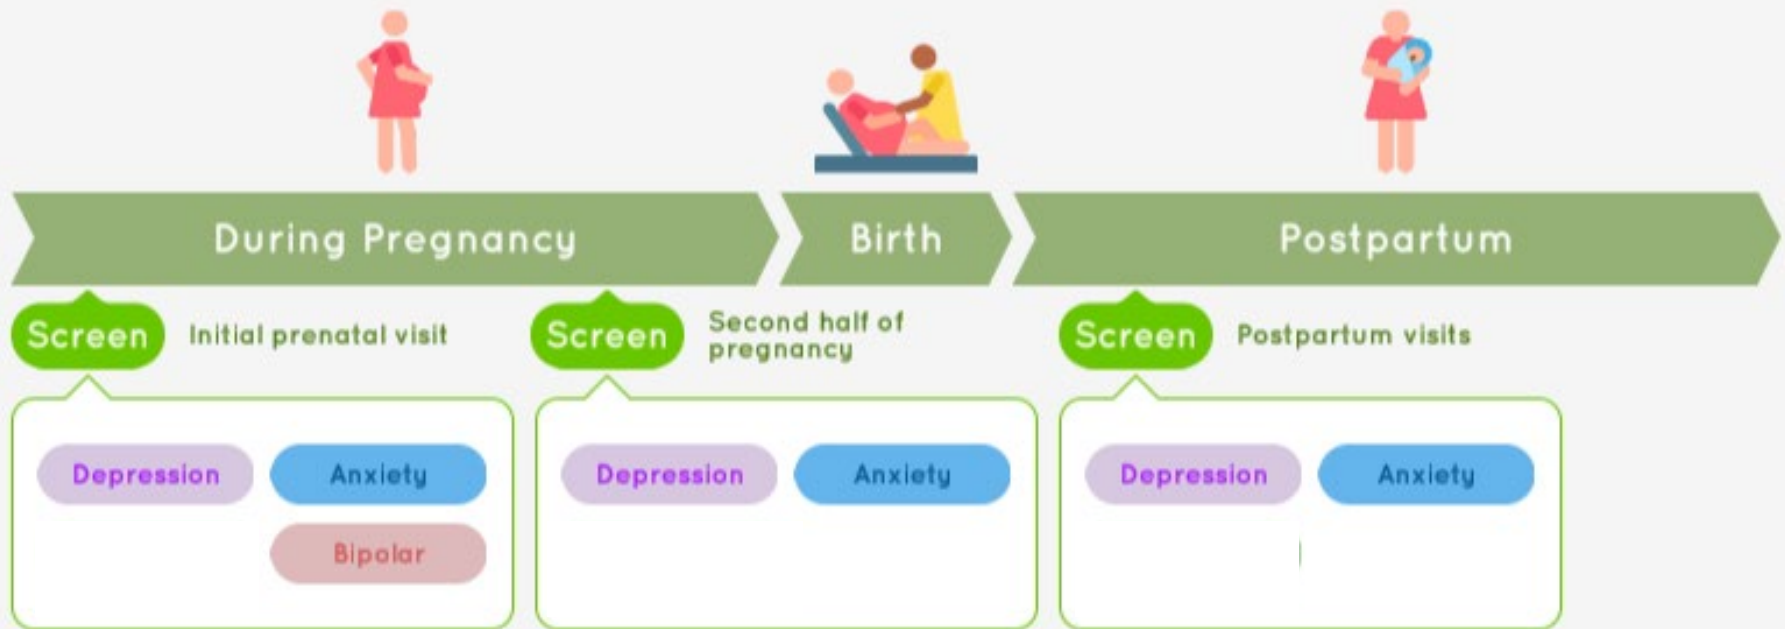 During Pregnancy
Birth
Postpartum
Screen
Initial prenatal visit
Screen
Second half of
pregnancy
Screen
Postpartum visits
Depression
Anxiety
Bipolar
Depression
Anxiety
Depression
Anxiety